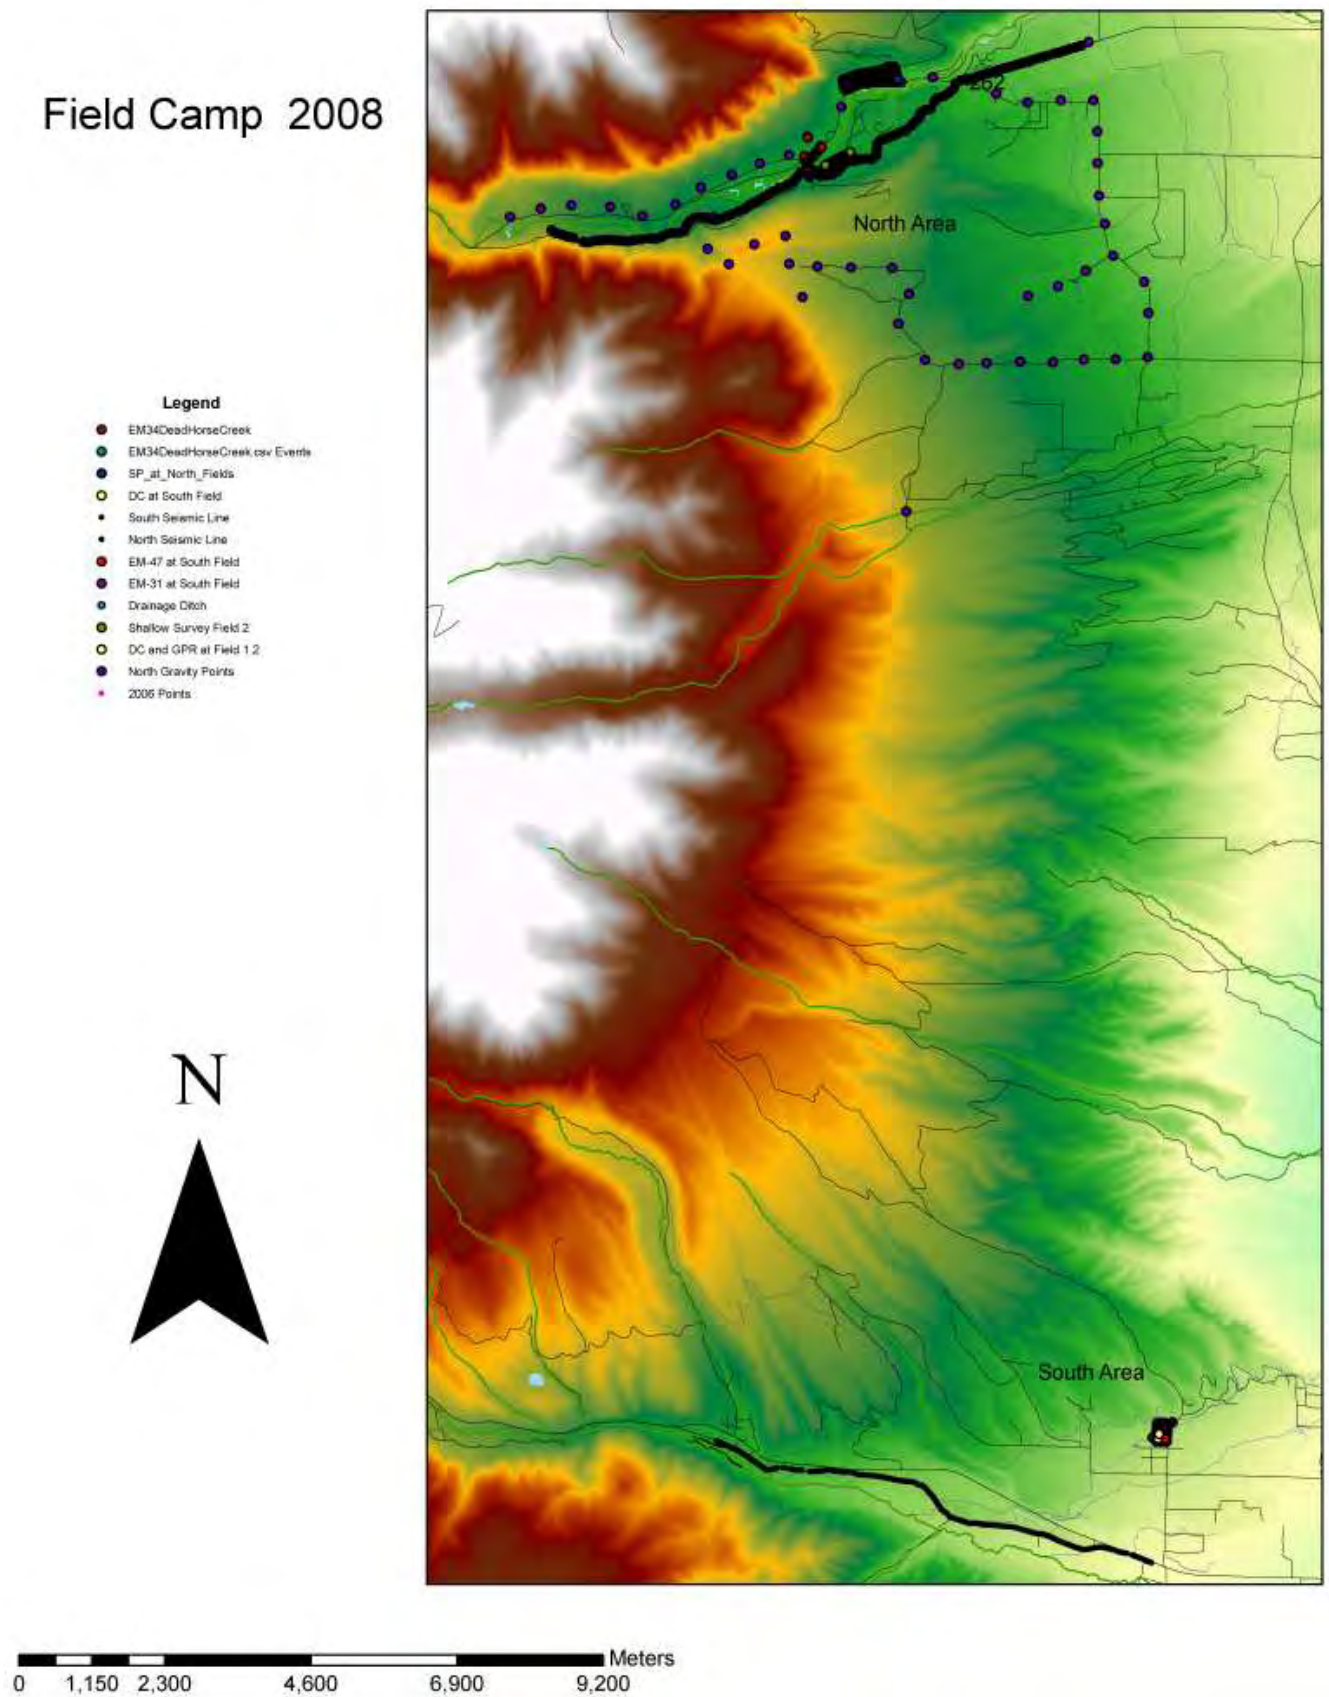 Field Camp 2008
262
North Area
Legend
EM34DeadHorseCreek
EM34DeadHorseCreek.csv Events
SP_at_North_Fields
DC at South Field
South Seismic Line
North Seismic Line
EM-47 at South Field
EM-31 at South Field
Drainage Ditch
Shallow Survey Field 2
DC and GPR at Field 1.2
North Gravity Points
2006 Points
N
South Area
Meters
0 1,150 2,300 4,600 6,900 9,200